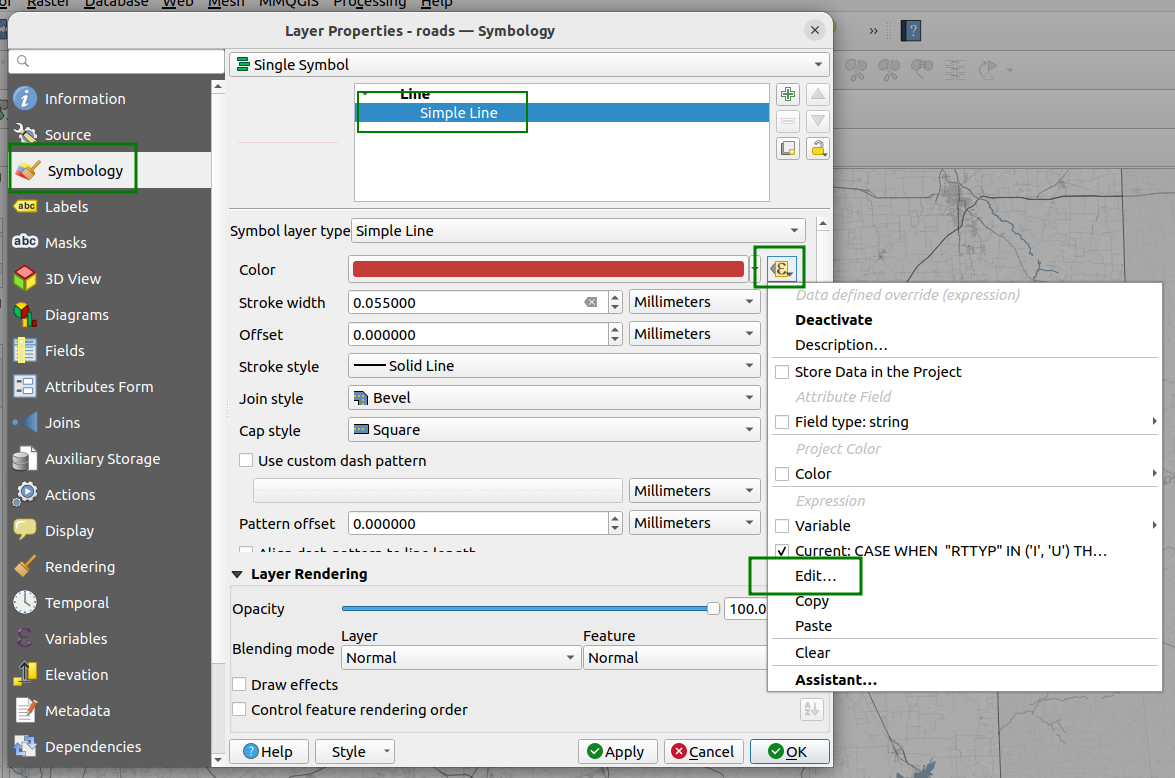 Raster Database Web Mesh MMQGIS Processing Help
Layer Properties - roads — Symbology
»
?
Single Symbol
Information
Source
Symbology
abc Labels
abc Masks
3D View
Diagrams
Fields
Attributes Form
Joins
Auxiliary Storage
Actions
Display
Rendering
Temporal
ε Variables
Elevation
Metadata
Dependencies
Line
Simple Line
Symbol layer type Simple Line
Color
ε
Stroke width 0.055000 Millimeters
Offset 0.000000 Millimeters
Stroke style Solid Line
Join style Bevel
Cap style Square
Use custom dash pattern
Millimeters
Pattern offset 0.000000 Millimeters
Align dash pattern to line length
Layer Rendering
Opacity 100.0
Layer Feature
Blending mode Normal Normal
Draw effects
Control feature rendering order
Help Style Apply Cancel OK
Data defined override (expression)
Deactivate
Description...
Store Data in the Project
Attribute Field
Field type: string
Project Color
Color
Expression
Variable
Current: CASE WHEN "RTTYP" IN ('I', 'U') TH...
Edit...
Copy
Paste
Clear
Assistant...